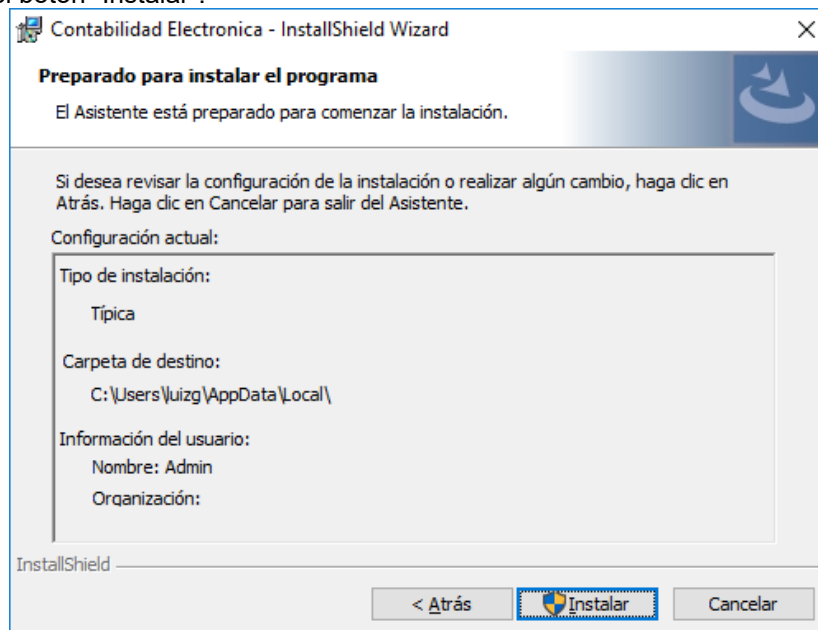 el botón "Instalar".
Contabilidad Electronica - InstallShield Wizard
Preparado para instalar el programa
El Asistente está preparado para comenzar la instalación.
Si desea revisar la configuración de la instalación o realizar algún cambio, haga clic en
Atrás. Haga clic en Cancelar para salir del Asistente.
Configuración actual:
Tipo de instalación:
Típica
Carpeta de destino:
C:\Users\luizg\AppData\Local\
Información del usuario:
Nombre: Admin
Organización:
InstallShield
< Atrás Instalar Cancelar